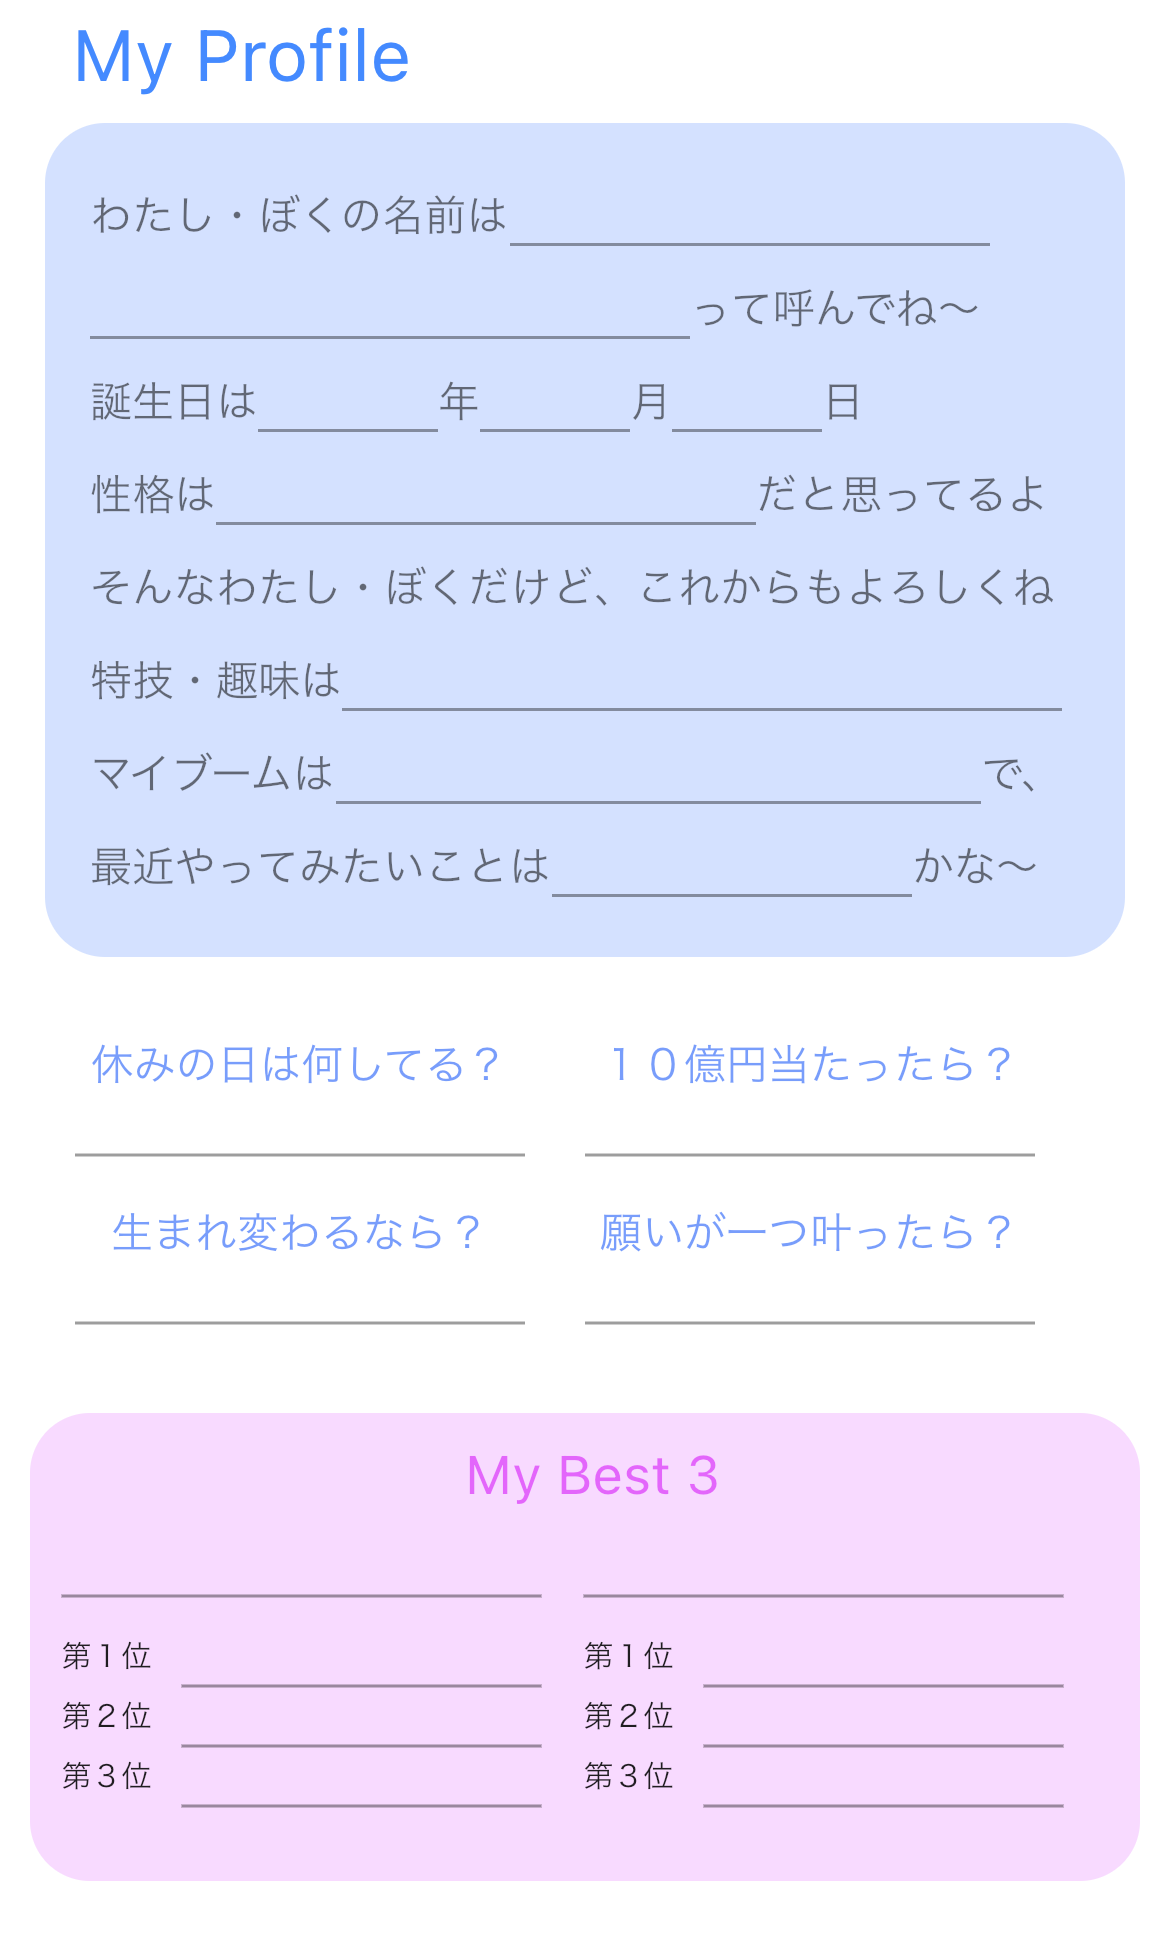 My Profile
わたし・ぼくの名前は
って呼んでね〜
誕生日は 年 月 日
性格は だと思ってるよ
そんなわたし・ぼくだけど、これからもよろしくね
特技・趣味は
マイブームは で、
最近やってみたいことは かな〜
休みの日は何してる？ １０億円当たったら？
生まれ変わるなら？ 願いが一つ叶ったら？
My Best 3
第１位 第１位
第２位 第２位
第３位 第３位